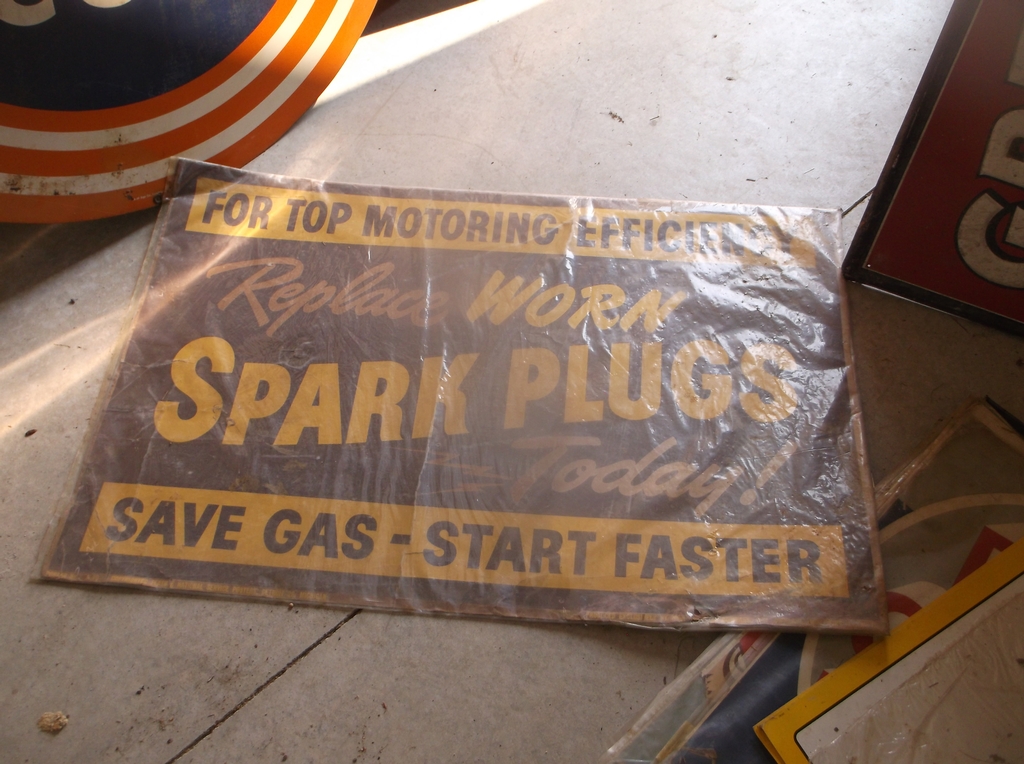 FOR TOP MOTORING EFFICIENCY
Replace WORN
SPARK PLUGS
Today!
SAVE GAS - START FASTER